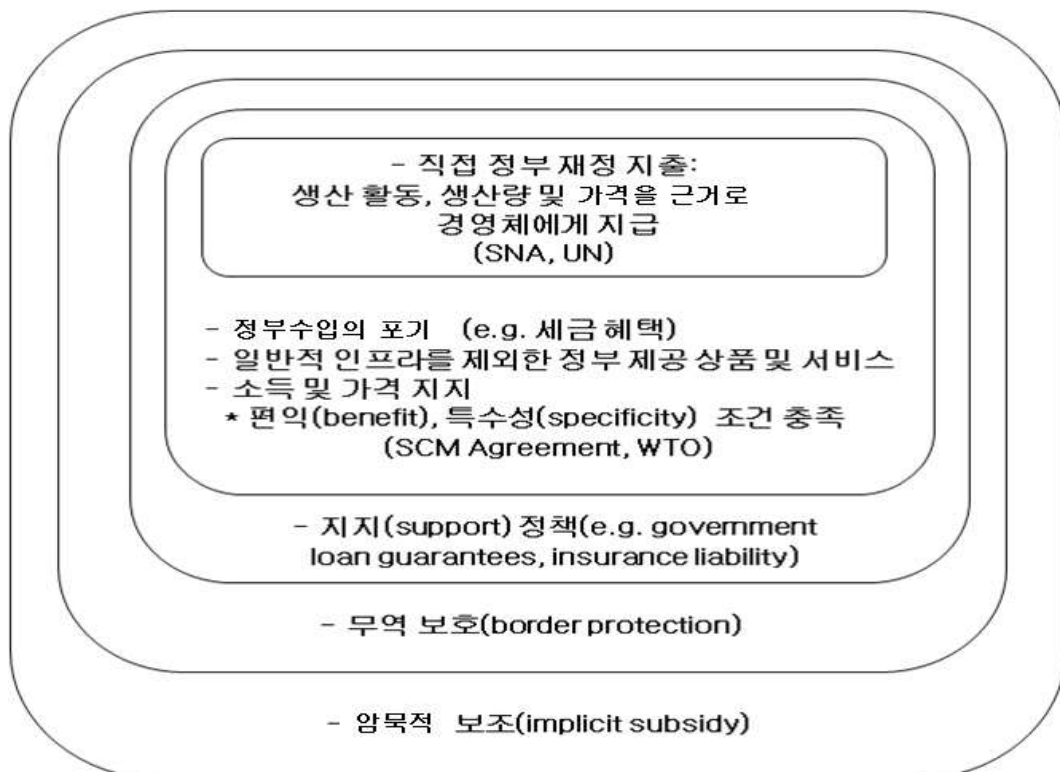 - 직접 정부 재정 지출:
생산 활동, 생산량 및 가격을 근거로
경영체에게 지급
(SNA, UN)
- 정부수입의 포기 (e.g. 세금 혜택)
- 일반적 인프라를 제외한 정부 제공 상품 및 서비스
- 소득 및 가격 지지
* 편익(benefit), 특수성(specificity) 조건 충족
(SCM Agreement, WTO)
- 지지(support) 정책(e.g. government
loan guarantees, insurance liability)
- 무역 보호(border protection)
- 암묵적 보조(implicit subsidy)